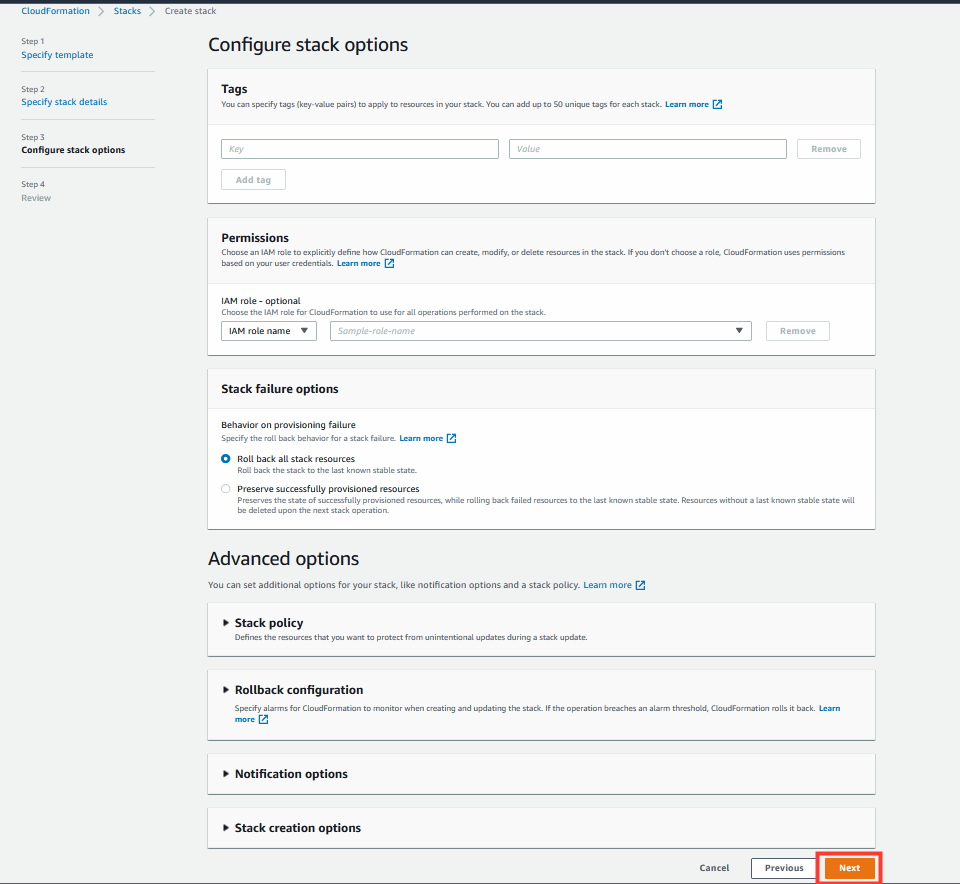 CloudFormation > Stacks > Create stack
Step 1
Specify template
Step 2
Specify stack details
Step 3
Configure stack options
Step 4
Review
Configure stack options
Tags
You can specify tags (key-value pairs) to apply to resources in your stack. You can add up to 50 unique tags for each stack. Learn more
Key
Value
Remove
Add tag
Permissions
Choose an IAM role to explicitly define how CloudFormation can create, modify, or delete resources in the stack. If you don't choose a role, CloudFormation uses permissions
based on your user credentials. Learn more
IAM role - optional
Choose the IAM role for CloudFormation to use for all operations performed on the stack.
IAM role name
Sample-role-name
Remove
Stack failure options
Behavior on provisioning failure
Specify the roll back behavior for a stack failure. Learn more
Roll back all stack resources
Roll back the stack to the last known stable state.
Preserve successfully provisioned resources
Preserves the state of successfully provisioned resources, while rolling back failed resources to the last known stable state. Resources without a last known stable state will
be deleted upon the next stack operation.
Advanced options
You can set additional options for your stack, like notification options and a stack policy. Learn more
Stack policy
Defines the resources that you want to protect from unintentional updates during a stack update.
Rollback configuration
Specify alarms for CloudFormation to monitor when creating and updating the stack. If the operation breaches an alarm threshold, CloudFormation rolls it back. Learn
more
Notification options
Stack creation options
Cancel
Previous
Next